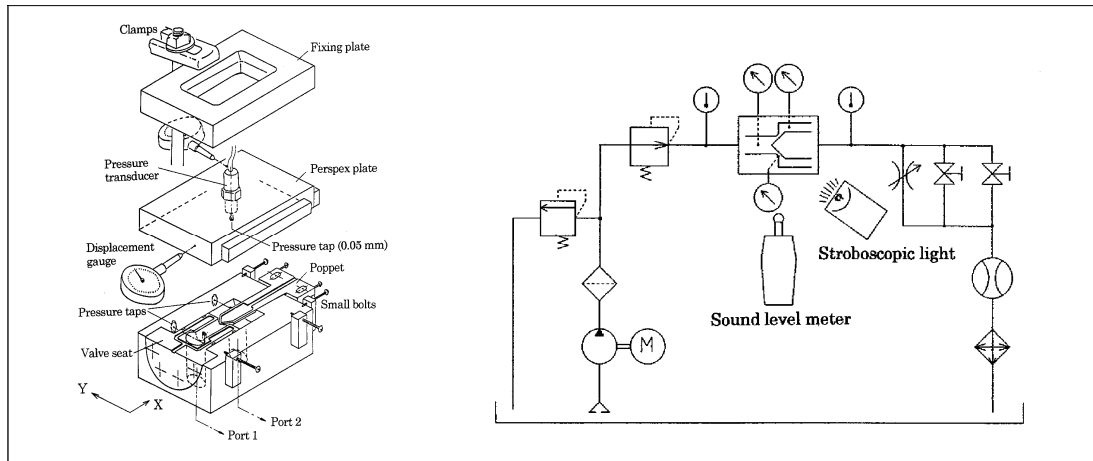 Clamps
Fixing plate
Pressure
transducer
Perspex plate
Displacement
gauge
Pressure tap (0.05 mm)
Poppet
Pressure taps
Small bolts
Valve seat
Y
X
Port 2
Port 1
M
Stroboscopic light
Sound level meter